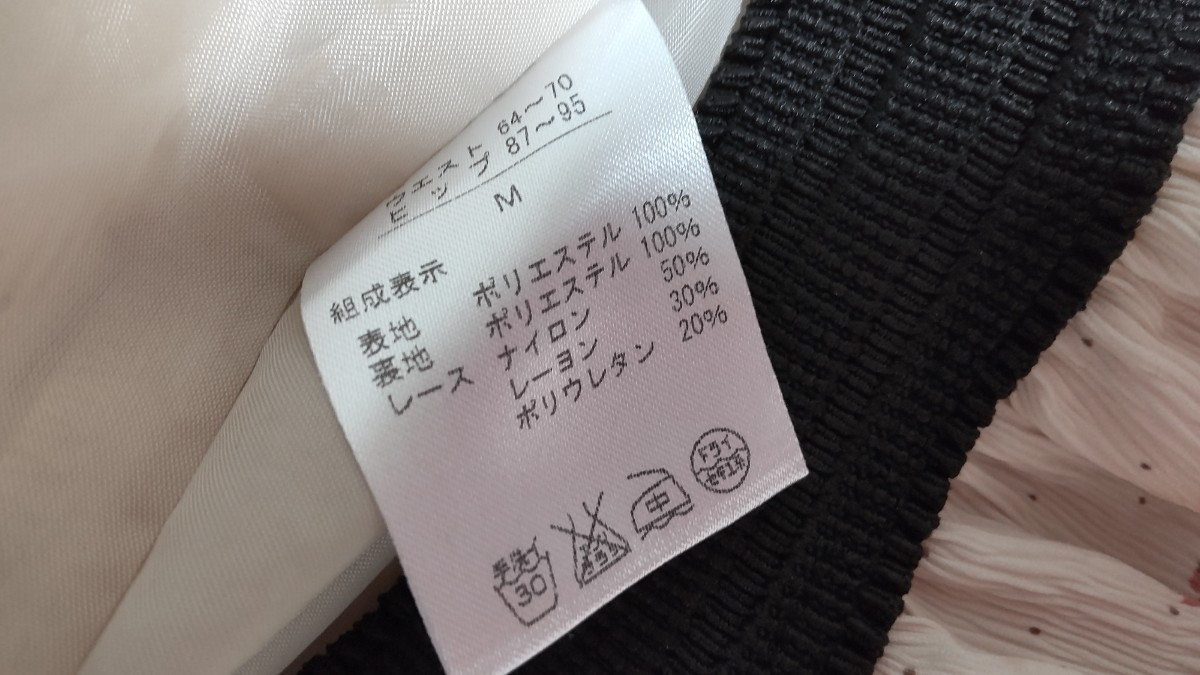 ウエスト 64～70
ヒップ 87～95
M
組成表示
表地 ポリエステル 100%
裏地 ポリエステル 100%
レース ナイロン 50%
レーヨン 30%
ポリウレタン 20%
手洗イ 30
中
ドライ